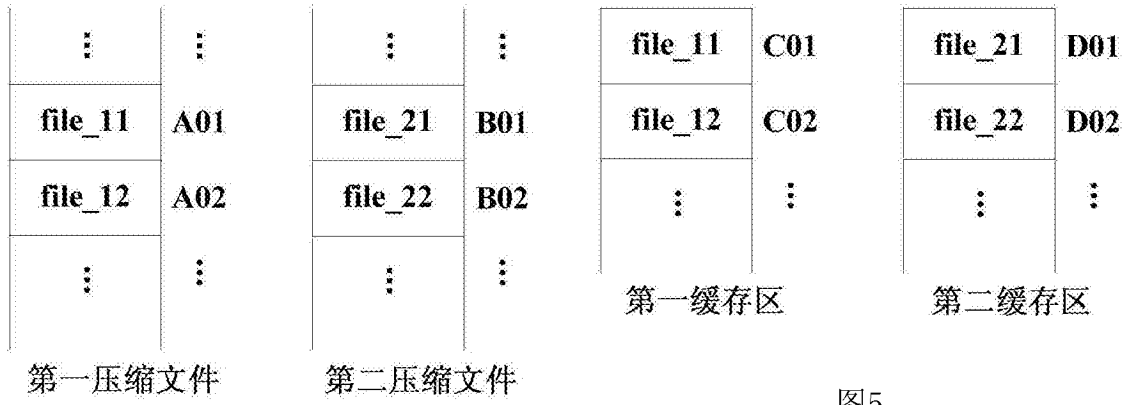 file_11 C01 file_21 D01
file_11 A01 file_21 B01 file_12 C02 file_22 D02
file_12 A02 file_22 B02
第一缓存区 第二缓存区
第一压缩文件 第二压缩文件
图5